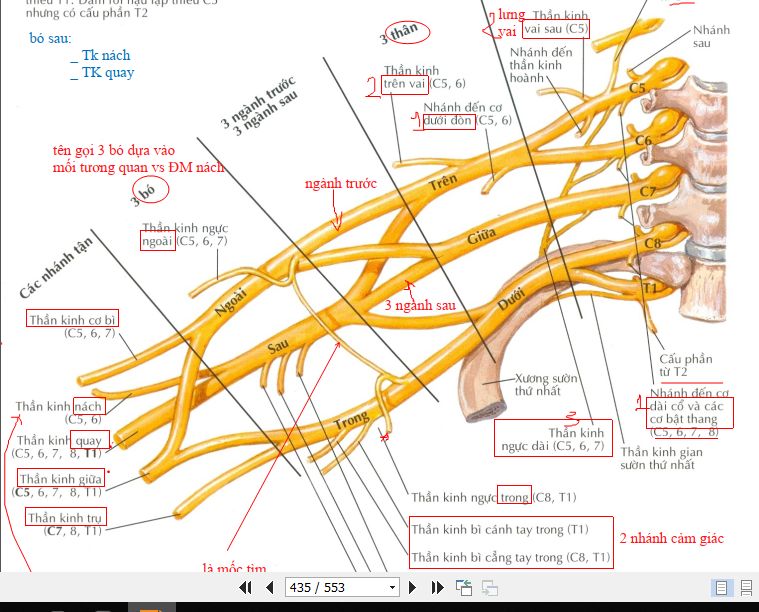 nhưng có cấu phần T2
bó sau:
_ Tk nách
_ TK quay
3 thân
3 ngành trước
3 ngành sau
tên gọi 3 bó dựa vào
mối tương quan vs ĐM nách
3 bó
Các nhánh tận
2 lưng
vai
Thần kinh
vai sau (C5)
Nhánh đến
thần kinh
hoành
Nhánh
sau
2 Thần kinh
trên vai (C5, 6)
1 Nhánh đến cơ
dưới đòn (C5, 6)
C5
C6
C7
C8
T1
ngành trước
Trên
Giữa
Dưới
3 ngành sau
Thần kinh ngực
ngoài (C5, 6, 7)
Ngoài
Sau
Trong
Thần kinh cơ bì
(C5, 6, 7)
Thần kinh nách
(C5, 6)
Thần kinh quay
(C5, 6, 7, 8, T1)
Thần kinh giữa
(C5, 6, 7, 8, T1)
Thần kinh trụ
(C7, 8, T1)
Xương sườn
thứ nhất
Cấu phần
từ T2
1 Nhánh đến cơ
dài cổ và các
cơ bật thang
(C5, 6, 7, 8)
3
Thần kinh
ngực dài (C5, 6, 7)
Thần kinh gian
sườn thứ nhất
Thần kinh ngực trong (C8, T1)
Thần kinh bì cánh tay trong (T1)
Thần kinh bì cẳng tay trong (C8, T1)
2 nhánh cảm giác
là mốc tìm
435 / 553